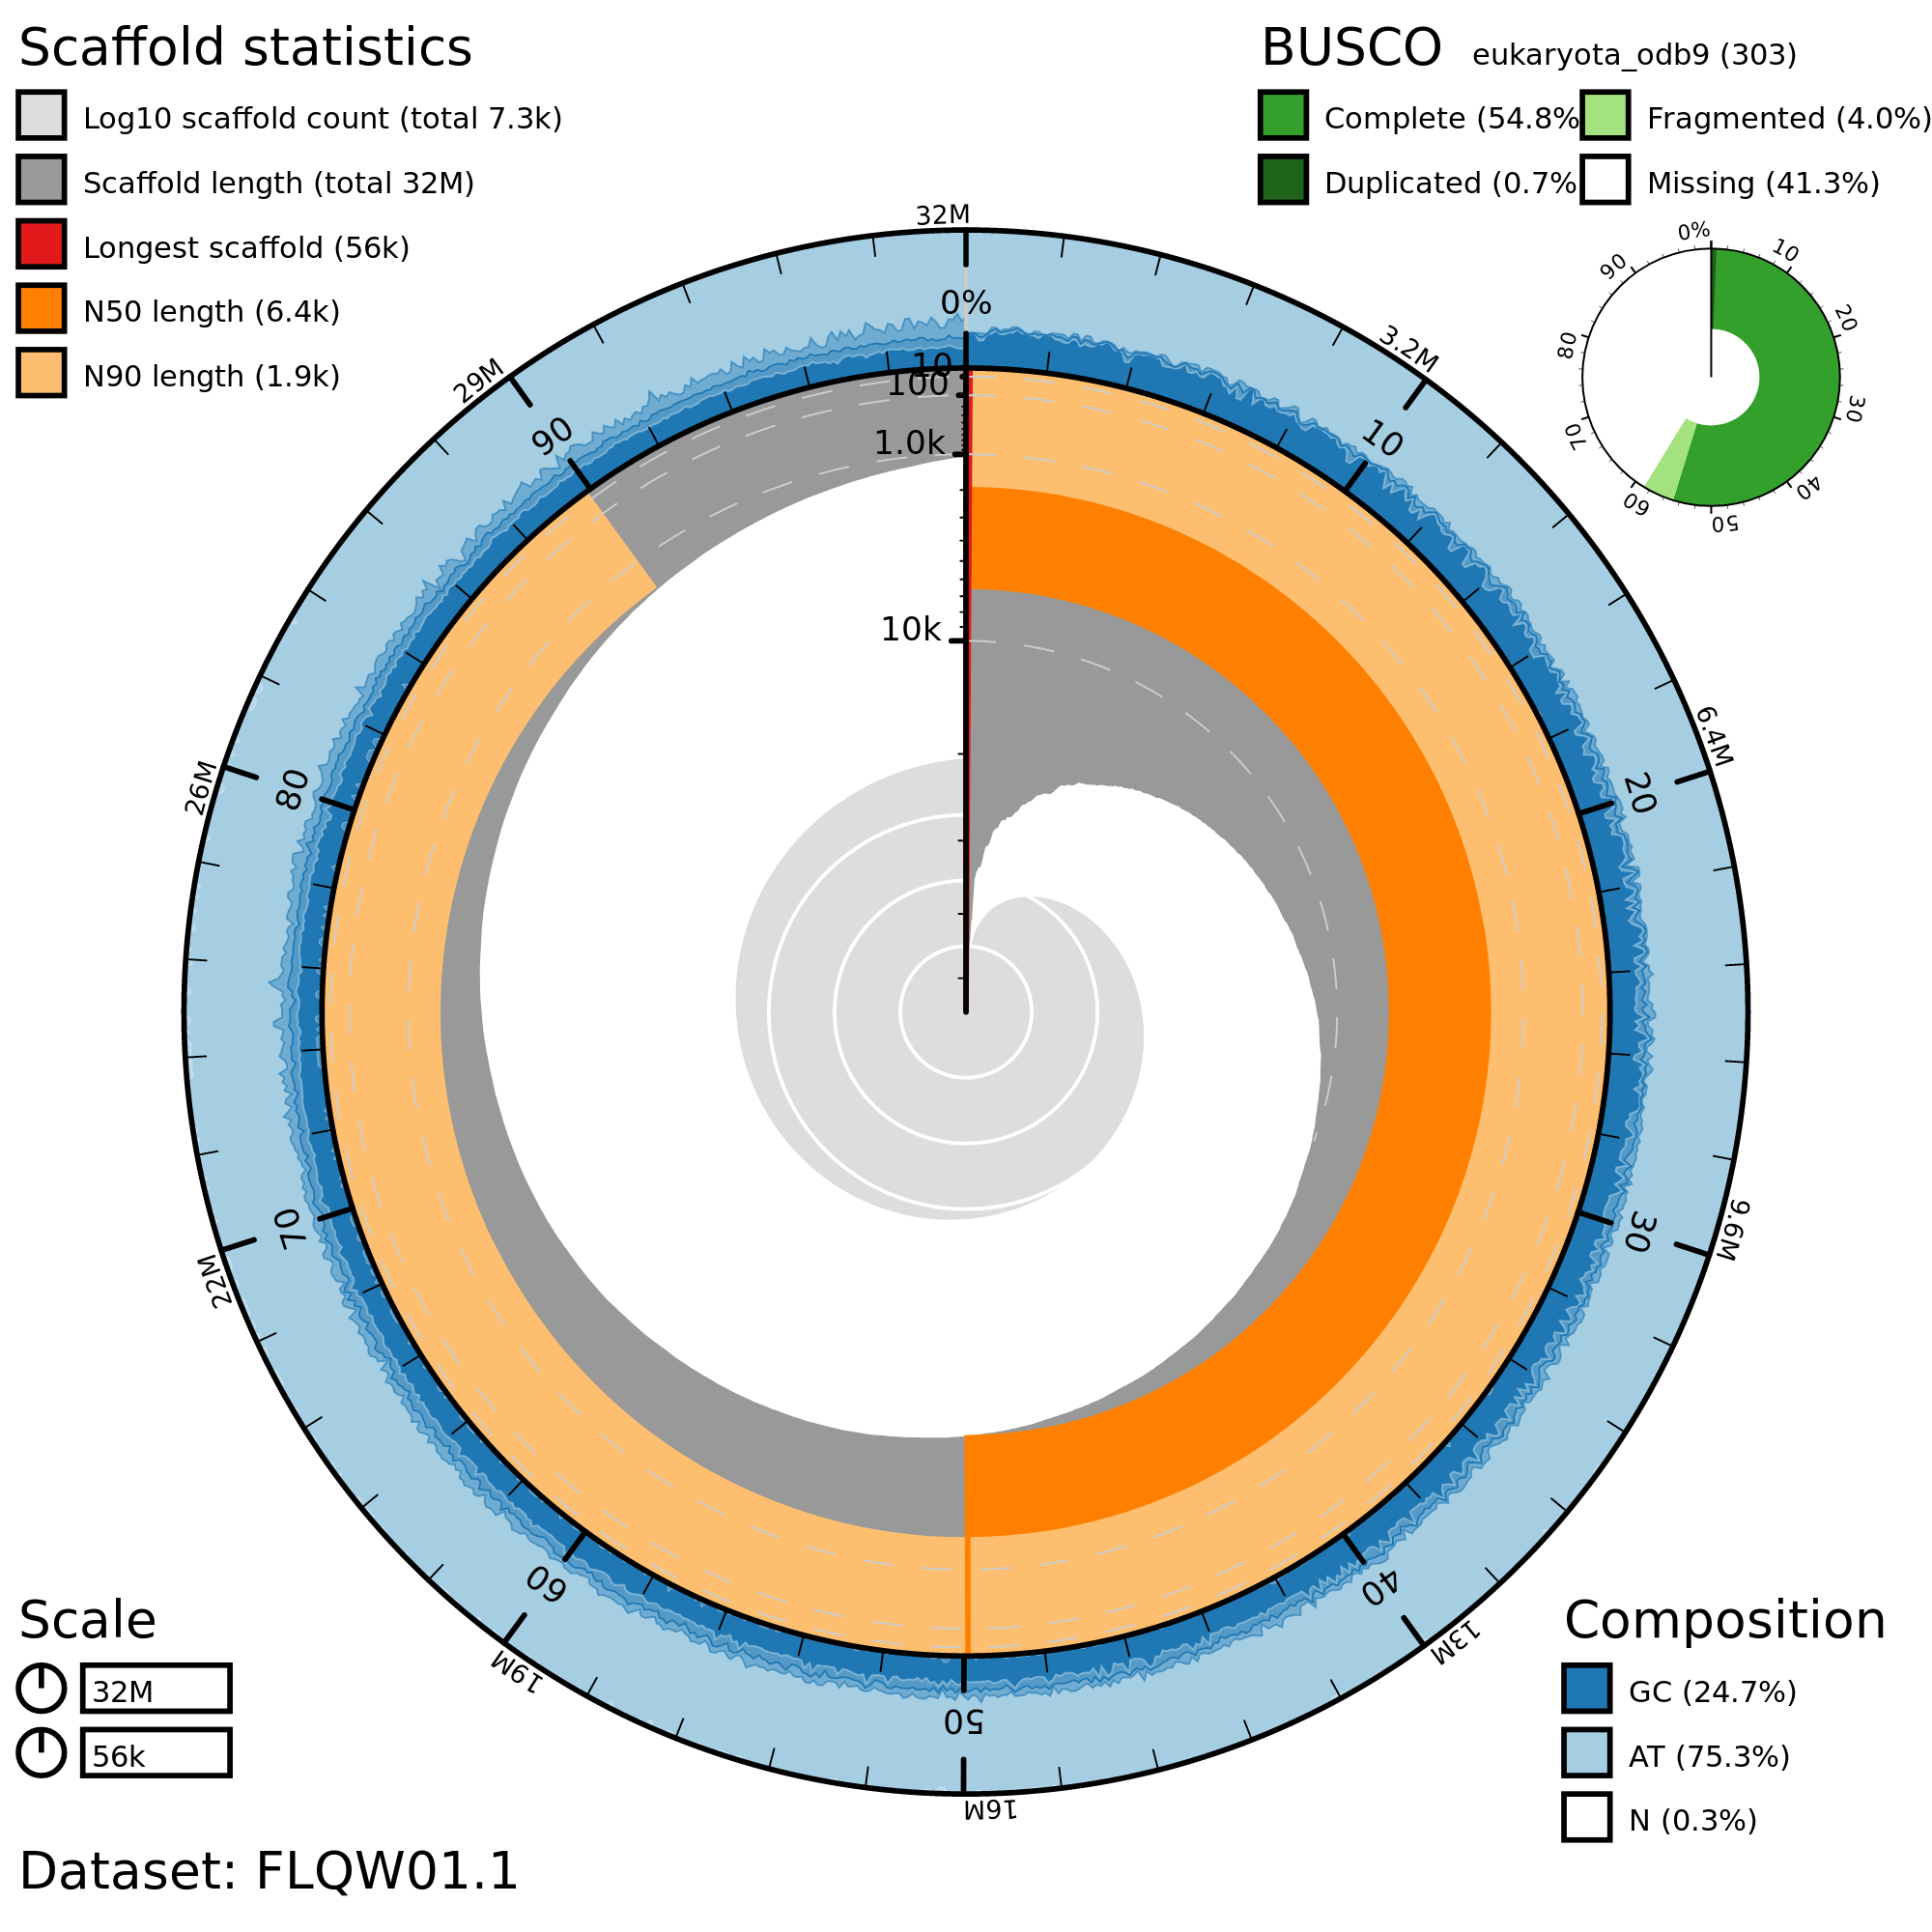 Scaffold statistics
Log10 scaffold count (total 7.3k)
Scaffold length (total 32M)
Longest scaffold (56k)
N50 length (6.4k)
N90 length (1.9k)
BUSCO eukaryota_odb9 (303)
Complete (54.8%
Fragmented (4.0%)
Duplicated (0.7%
Missing (41.3%)
0%
10
20
30
40
50
60
70
80
90
32M
3.2M
6.4M
9.6M
13M
16M
19M
22M
26M
29M
0%
10
20
30
40
50
60
70
80
90
10
100
1.0k
10k
Scale
32M
56k
Composition
GC (24.7%)
AT (75.3%)
N (0.3%)
Dataset: FLQW01.1